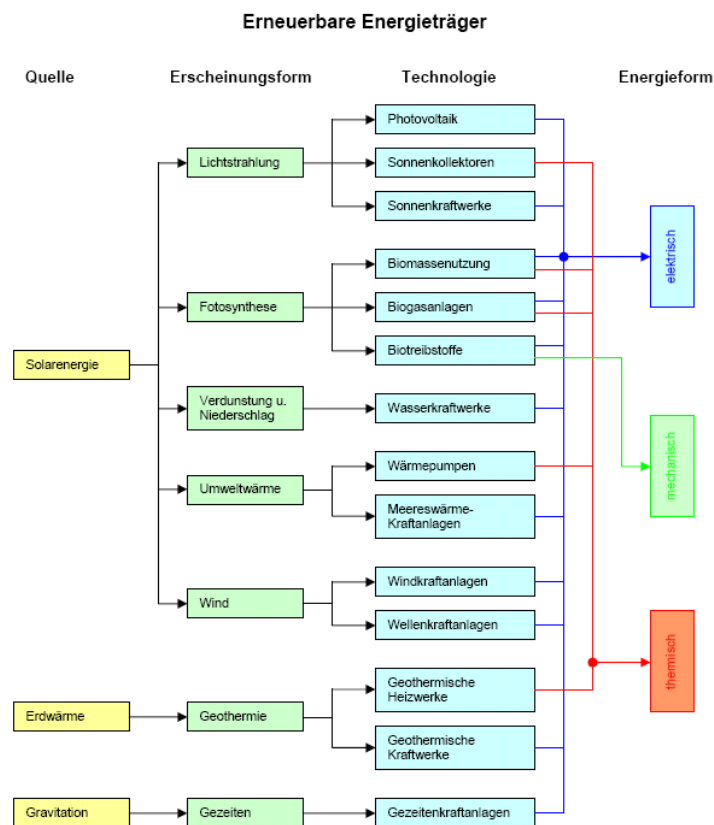 Erneuerbare Energieträger
Quelle
Erscheinungsform
Technologie
Energieform
Photovoltaik
Lichtstrahlung
Sonnenkollektoren
Sonnenkraftwerke
elektrisch
Biomassenutzung
Fotosynthese
Biogasanlagen
Biotreibstoffe
Solarenergie
Verdunstung u.
Niederschlag
Wasserkraftwerke
mechanisch
Wärmepumpen
Umweltwärme
Meereswärme-
Kraftanlagen
Windkraftanlagen
Wind
Wellenkraftanlagen
thermisch
Geothermische
Heizwerke
Erdwärme
Geothermie
Geothermische
Kraftwerke
Gravitation
Gezeiten
Gezeitenkraftanlagen